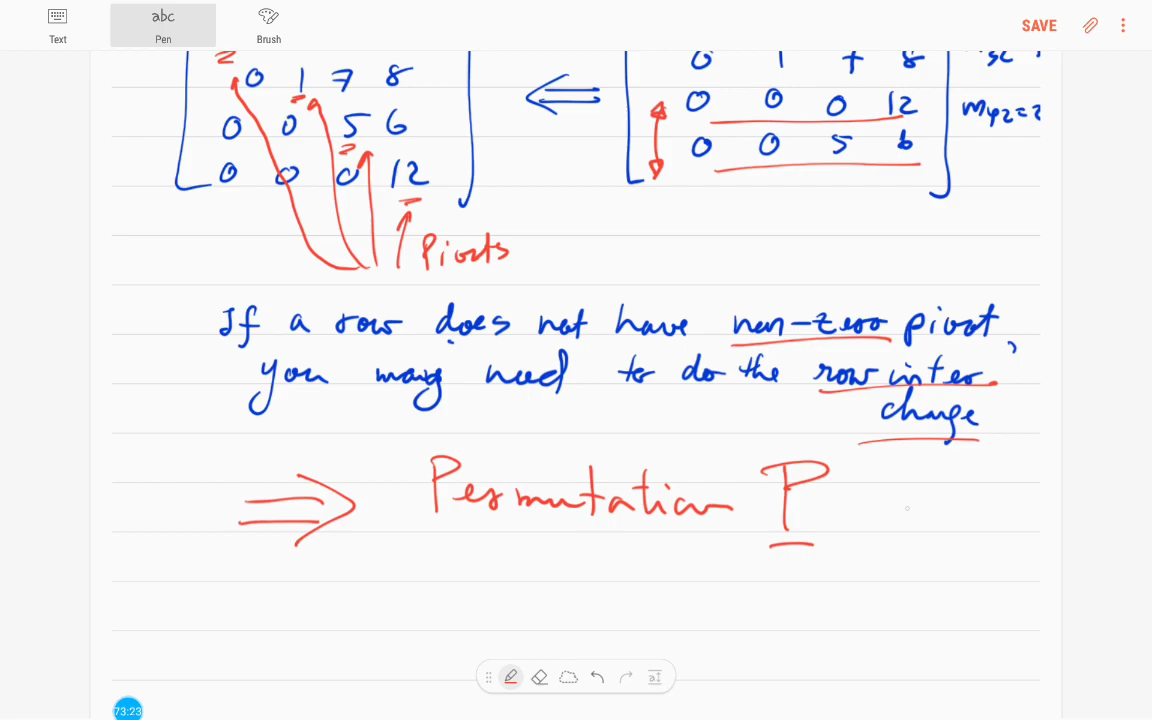 Text
abc
Pen
Brush
SAVE
0 1 7 8
0 0 5 6
0 0 0 12
0 1 7 8
0 0 0 12
0 0 5 6
Pivots
If a row does not have non-zero pivot,
you may need to do the row inter
change
⇒ Permutation P
73:23